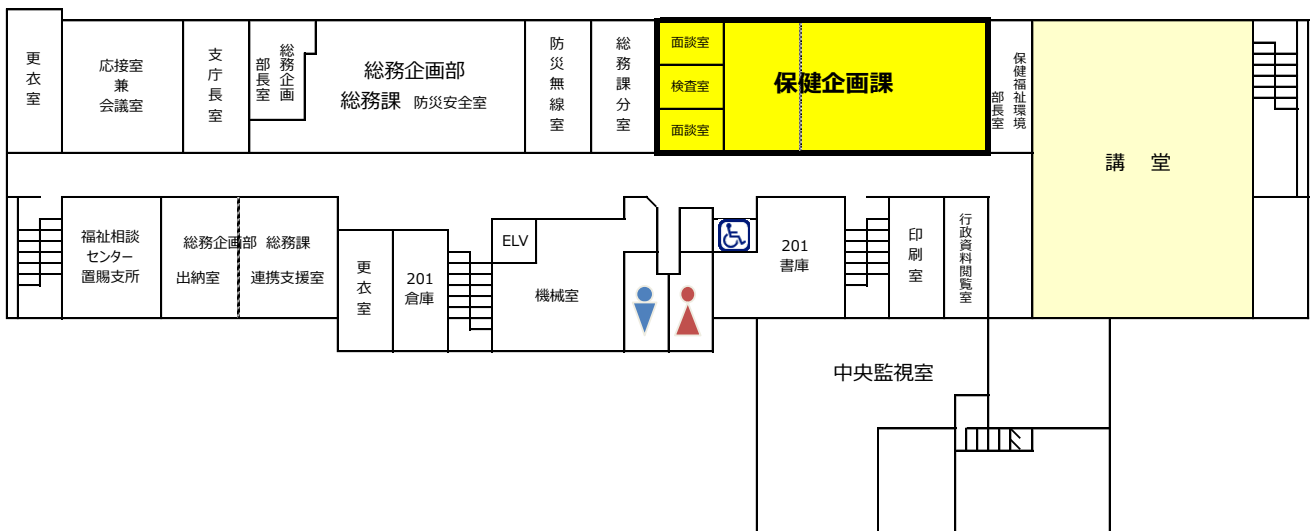 更衣室
応接室
兼
会議室
支庁長室
総務企画
部長室
総務企画部
総務課 防災安全室
防災無線室
総務課分室
面談室
検査室
面談室
保健企画課
保健福祉環境
部長室
講 堂
福祉相談
センター
置賜支所
総務企画部 総務課
出納室 連携支援室
更衣室
201
倉庫
ELV
機械室
201
書庫
印刷室
行政資料閲覧室
中央監視室